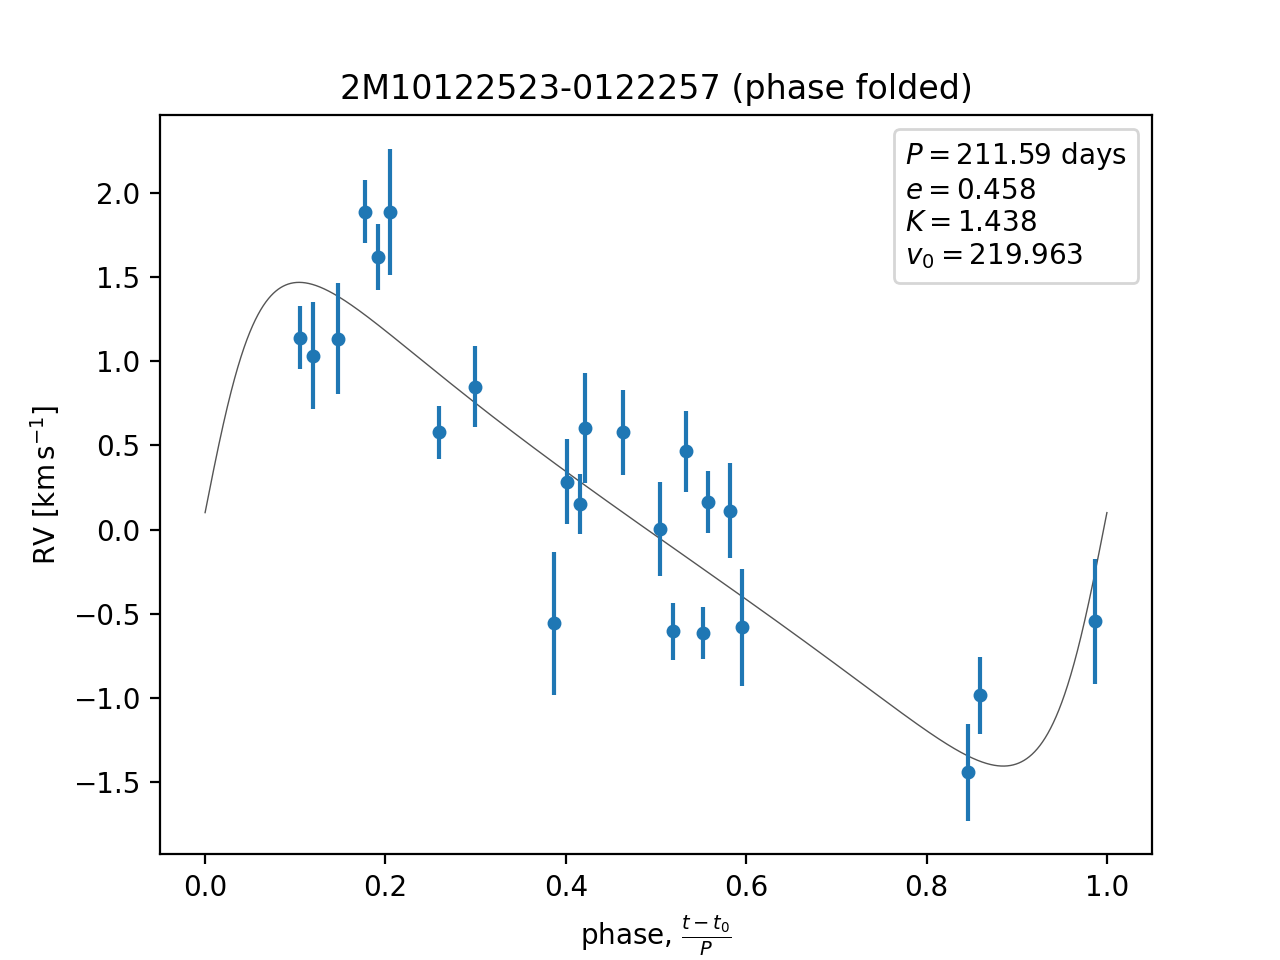 2M10122523-0122257 (phase folded)
P = 211.59 days
e = 0.458
K = 1.438
v₀ = 219.963
RV [km s⁻¹]
2.0
1.5
1.0
0.5
0.0
−0.5
−1.0
−1.5
0.0 0.2 0.4 0.6 0.8 1.0
phase, (t − t₀)/P